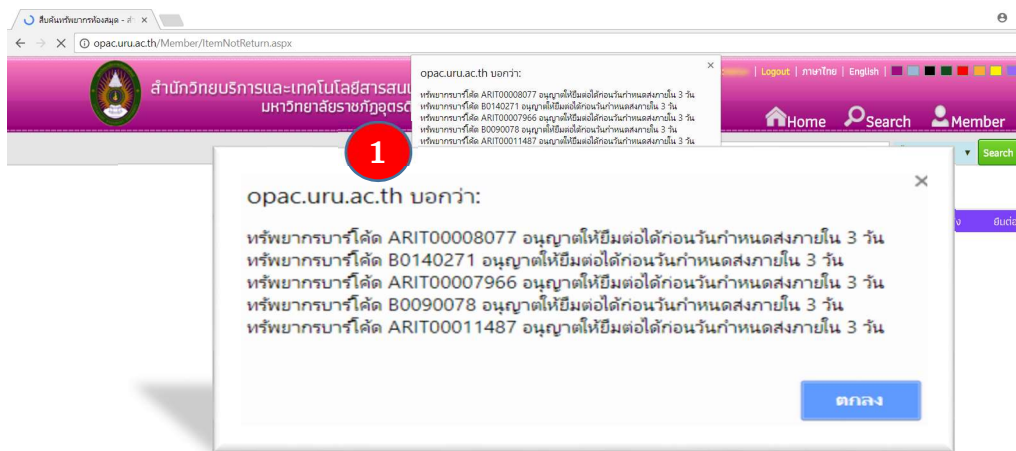 สืบค้นทรัพยากรห้องสมุด - สำ
opac.uru.ac.th/Member/ItemNotReturn.aspx
สำนักวิทยบริการและเทคโนโลยีสารสน
มหาวิทยาลัยราชภัฏอุตรดิ
opac.uru.ac.th บอกว่า:
ทรัพยากรบาร์โค้ด ARIT00008077 อนุญาตให้ยืมต่อได้ก่อนวันกำหนดส่งภายใน 3 วัน
ทรัพยากรบาร์โค้ด B0140271 อนุญาตให้ยืมต่อได้ก่อนวันกำหนดส่งภายใน 3 วัน
ทรัพยากรบาร์โค้ด ARIT00007966 อนุญาตให้ยืมต่อได้ก่อนวันกำหนดส่งภายใน 3 วัน
ทรัพยากรบาร์โค้ด B0090078 อนุญาตให้ยืมต่อได้ก่อนวันกำหนดส่งภายใน 3 วัน
ทรัพยากรบาร์โค้ด ARIT00011487 อนุญาตให้ยืมต่อได้ก่อนวันกำหนดส่งภายใน 3 วัน
| Logout | ภาษาไทย | English |
Home Search Member
Search
ยืมต่อ
1
opac.uru.ac.th บอกว่า:
ทรัพยากรบาร์โค้ด ARIT00008077 อนุญาตให้ยืมต่อได้ก่อนวันกำหนดส่งภายใน 3 วัน
ทรัพยากรบาร์โค้ด B0140271 อนุญาตให้ยืมต่อได้ก่อนวันกำหนดส่งภายใน 3 วัน
ทรัพยากรบาร์โค้ด ARIT00007966 อนุญาตให้ยืมต่อได้ก่อนวันกำหนดส่งภายใน 3 วัน
ทรัพยากรบาร์โค้ด B0090078 อนุญาตให้ยืมต่อได้ก่อนวันกำหนดส่งภายใน 3 วัน
ทรัพยากรบาร์โค้ด ARIT00011487 อนุญาตให้ยืมต่อได้ก่อนวันกำหนดส่งภายใน 3 วัน
ตกลง